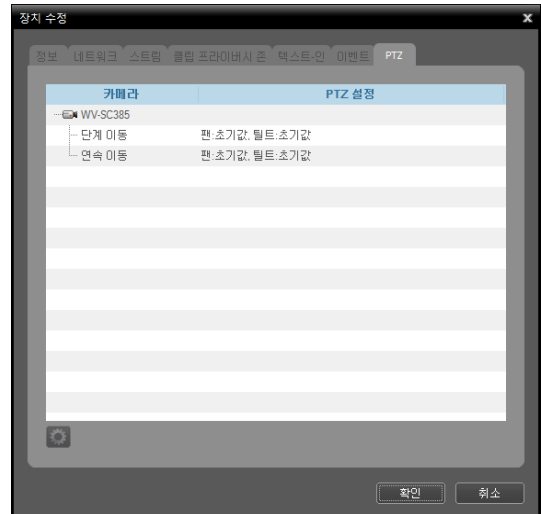 장치 수정
정보 네트워크 스트림 클립 프라이버시 존 텍스트-인 이벤트 PTZ
카메라 PTZ 설정
WV-SC385
단계 이동 팬:초기값, 틸트:초기값
연속 이동 팬:초기값, 틸트:초기값
확인 취소